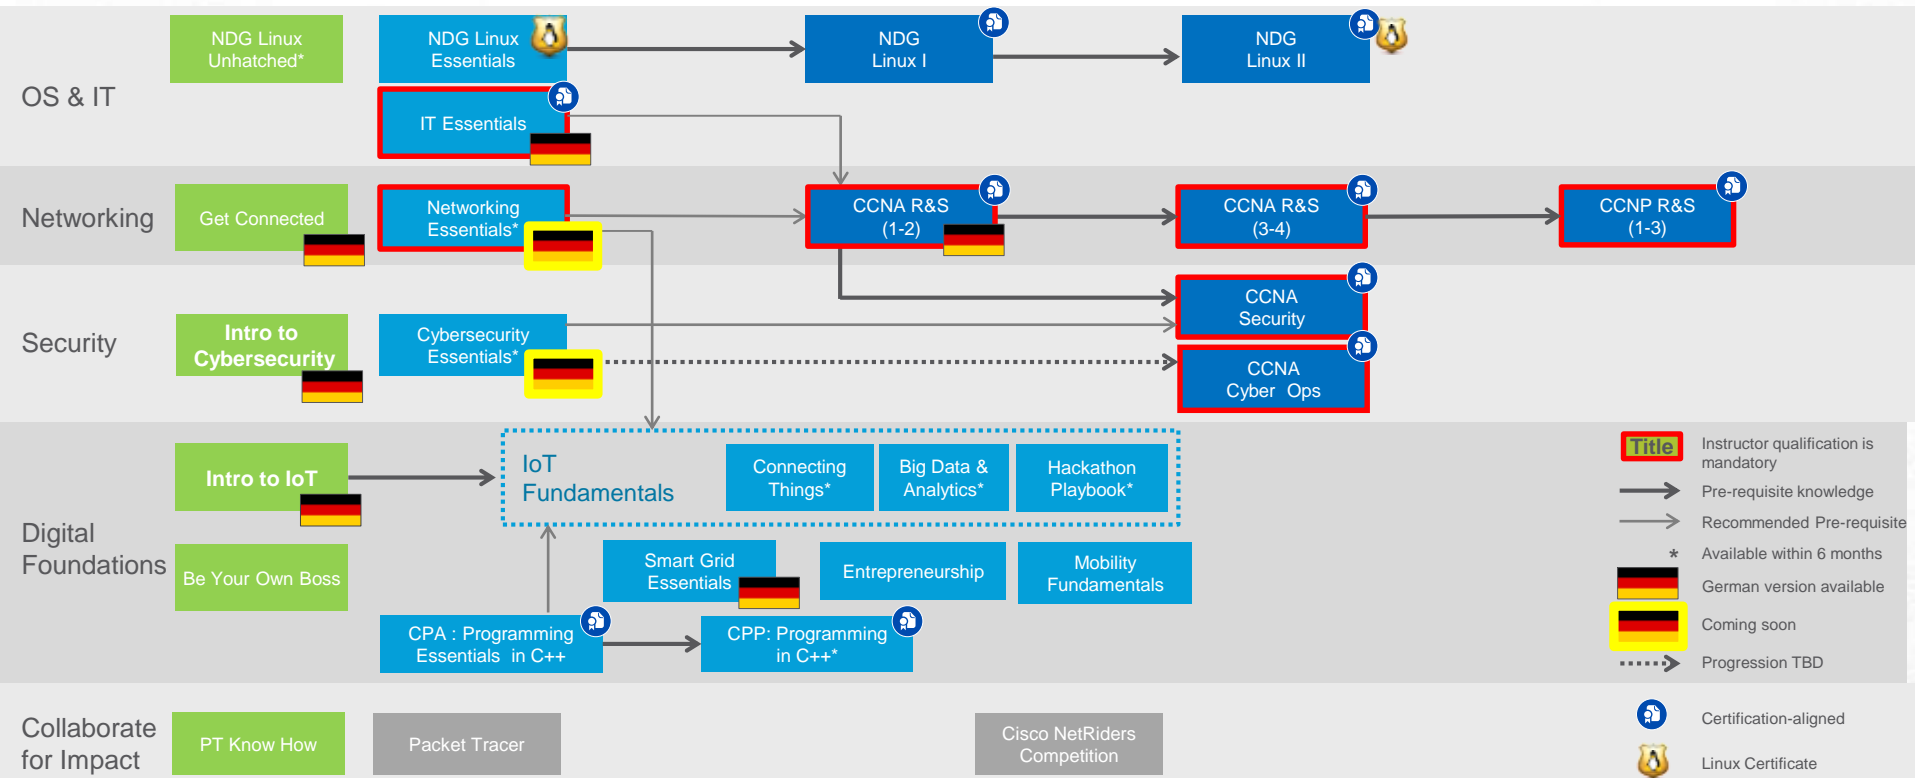 OS & IT
NDG Linux
Unhatched*
NDG Linux
Essentials
NDG
Linux I
NDG
Linux II
IT Essentials
Networking
Get Connected
Networking
Essentials*
CCNA R&S
(1-2)
CCNA R&S
(3-4)
CCNP R&S
(1-3)
Security
Intro to
Cybersecurity
Cybersecurity
Essentials*
CCNA
Security
CCNA
Cyber Ops
Digital
Foundations
Intro to IoT
IoT
Fundamentals
Connecting
Things*
Big Data &
Analytics*
Hackathon
Playbook*
Be Your Own Boss
Smart Grid
Essentials
Entrepreneurship
Mobility
Fundamentals
CPA : Programming
Essentials in C++
CPP: Programming
in C++*
Title
Instructor qualification is
mandatory
Pre-requisite knowledge
Recommended Pre-requisite
* Available within 6 months
German version available
Coming soon
Progression TBD
Collaborate
for Impact
PT Know How
Packet Tracer
Cisco NetRiders
Competition
Certification-aligned
Linux Certificate